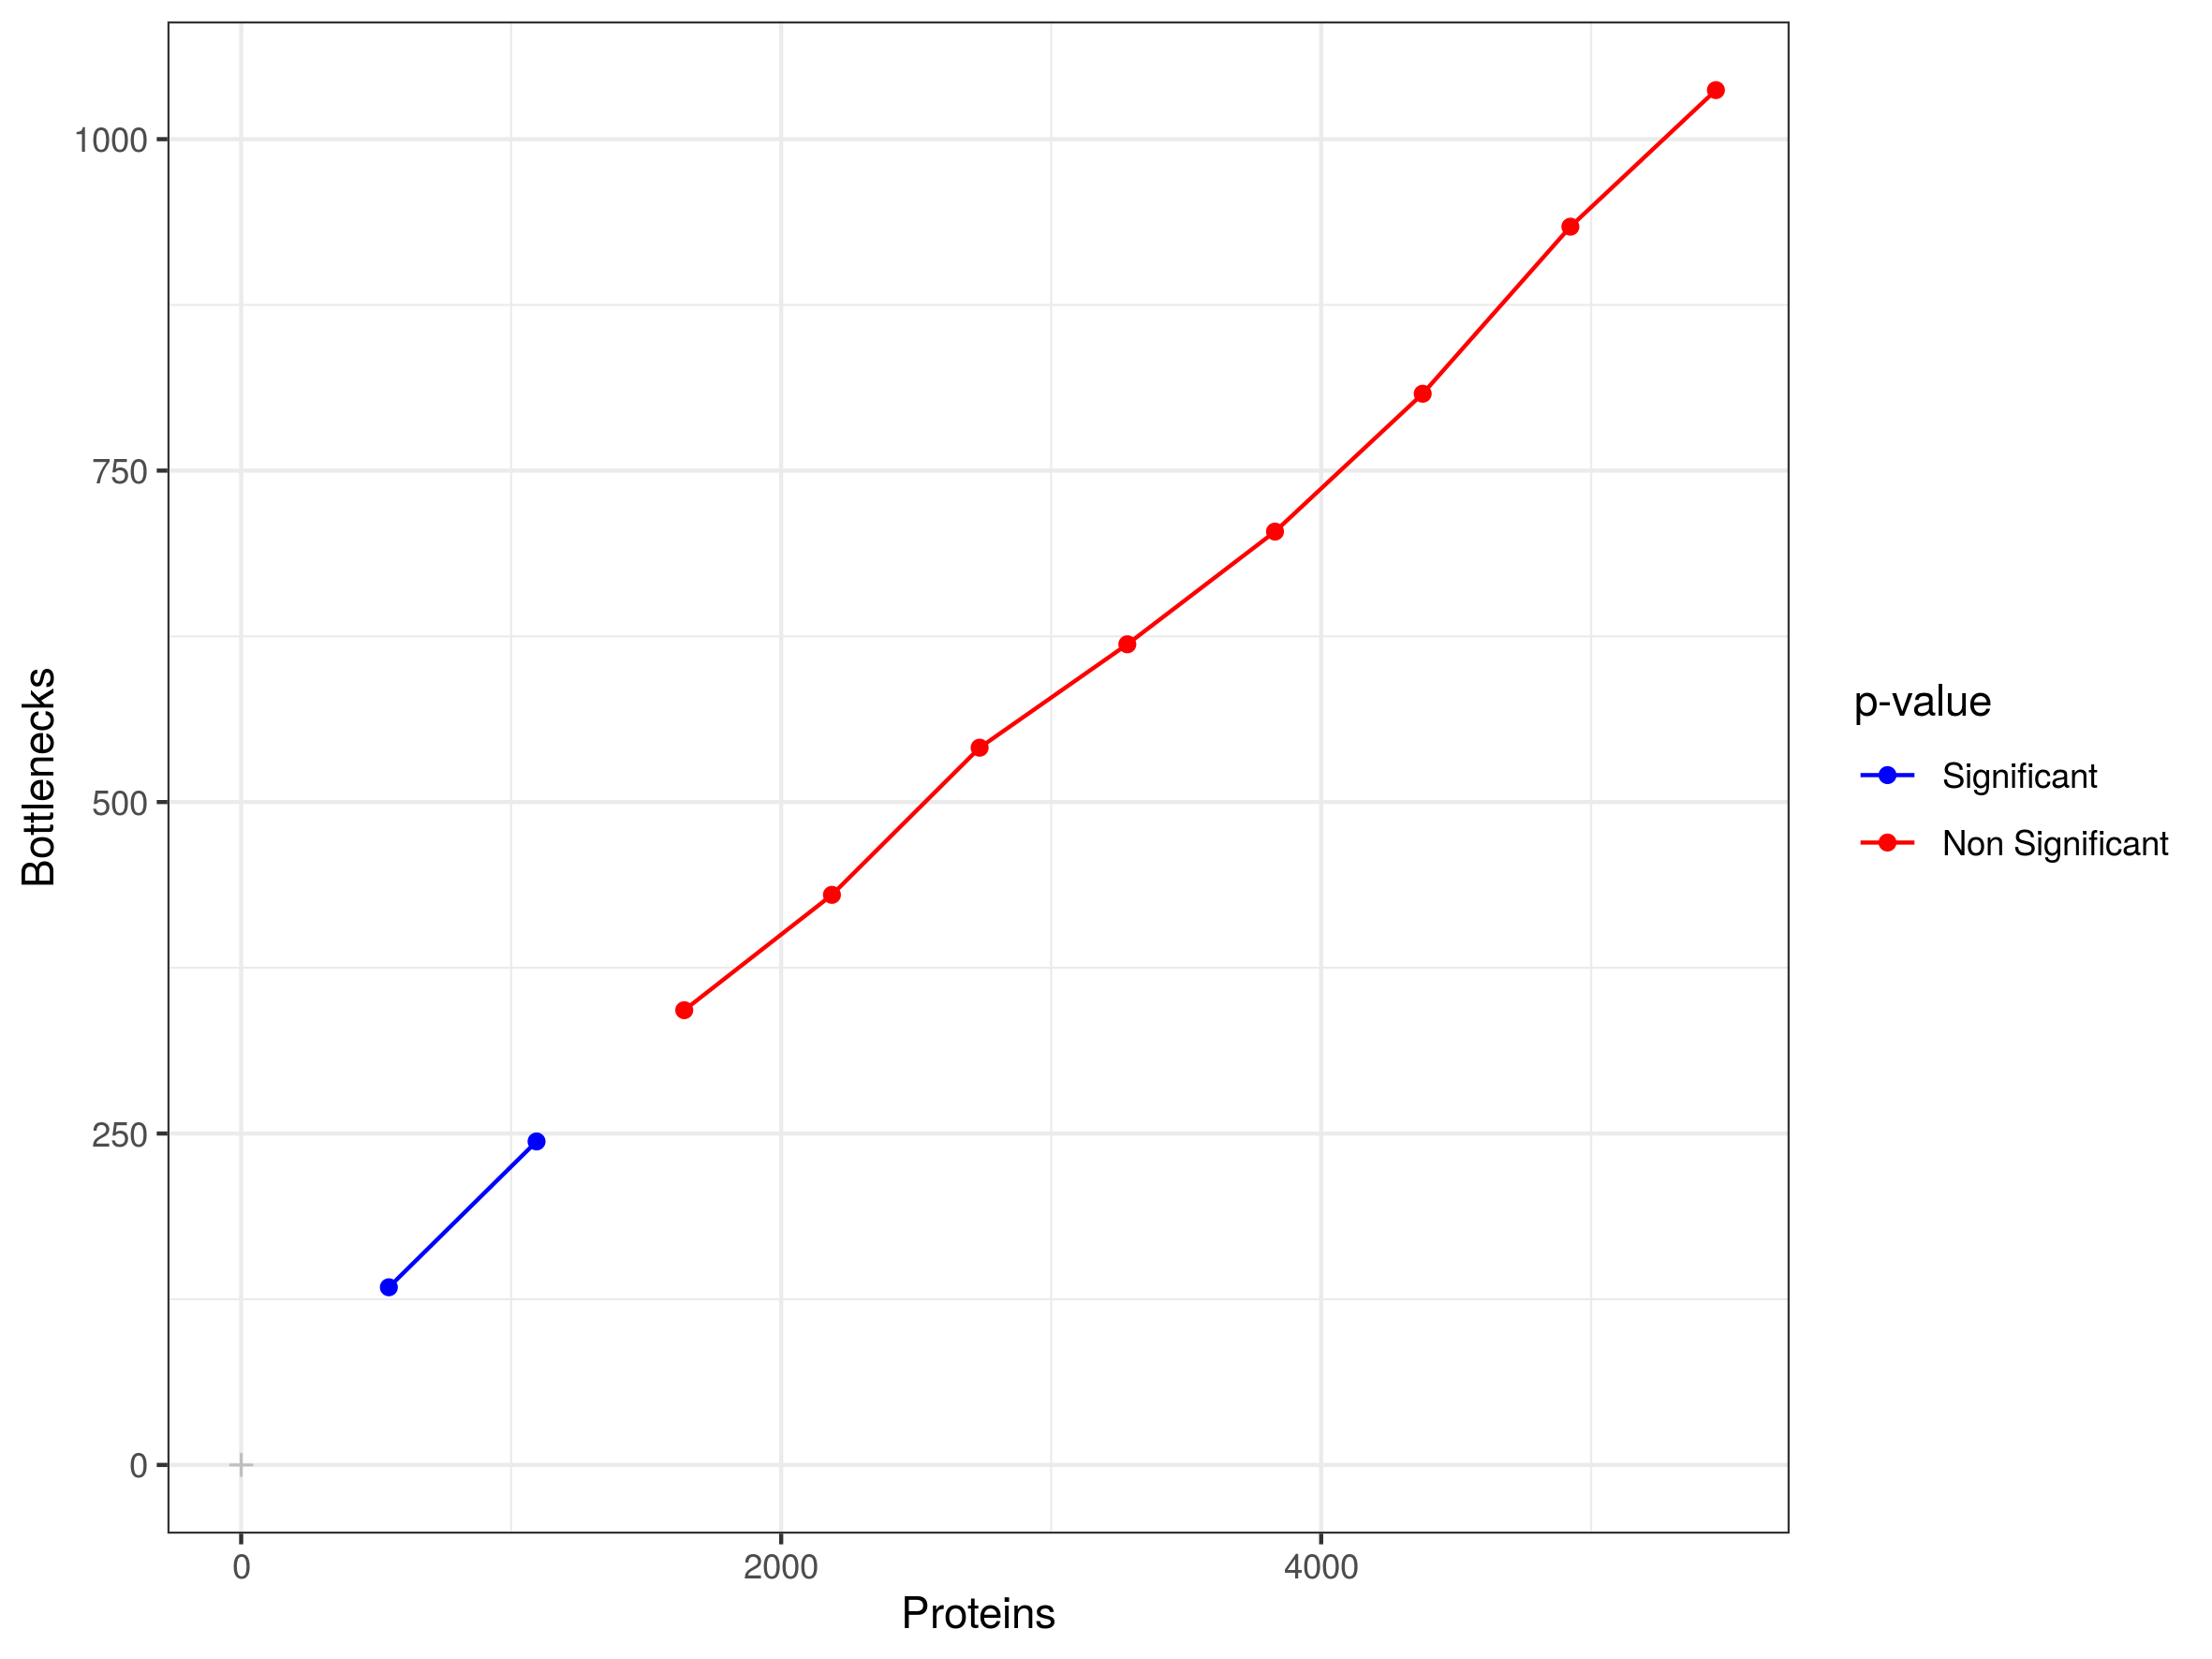 1000
750
500
250
0
Bottlenecks
0 2000 4000
Proteins
p-value
Significant
Non Significant